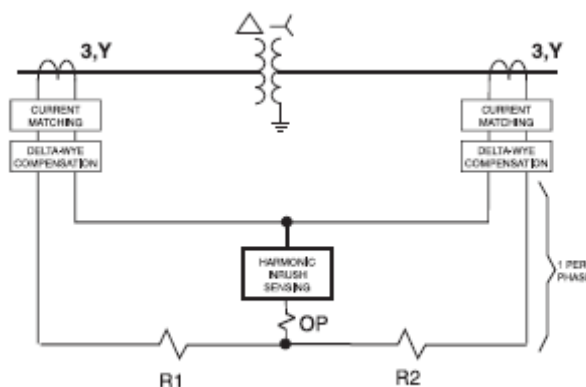 3,Y
3,Y
CURRENT
MATCHING
CURRENT
MATCHING
DELTA-WYE
COMPENSATION
DELTA-WYE
COMPENSATION
HARMONIC
INRUSH
SENSING
1 PER
PHASE
OP
R1
R2